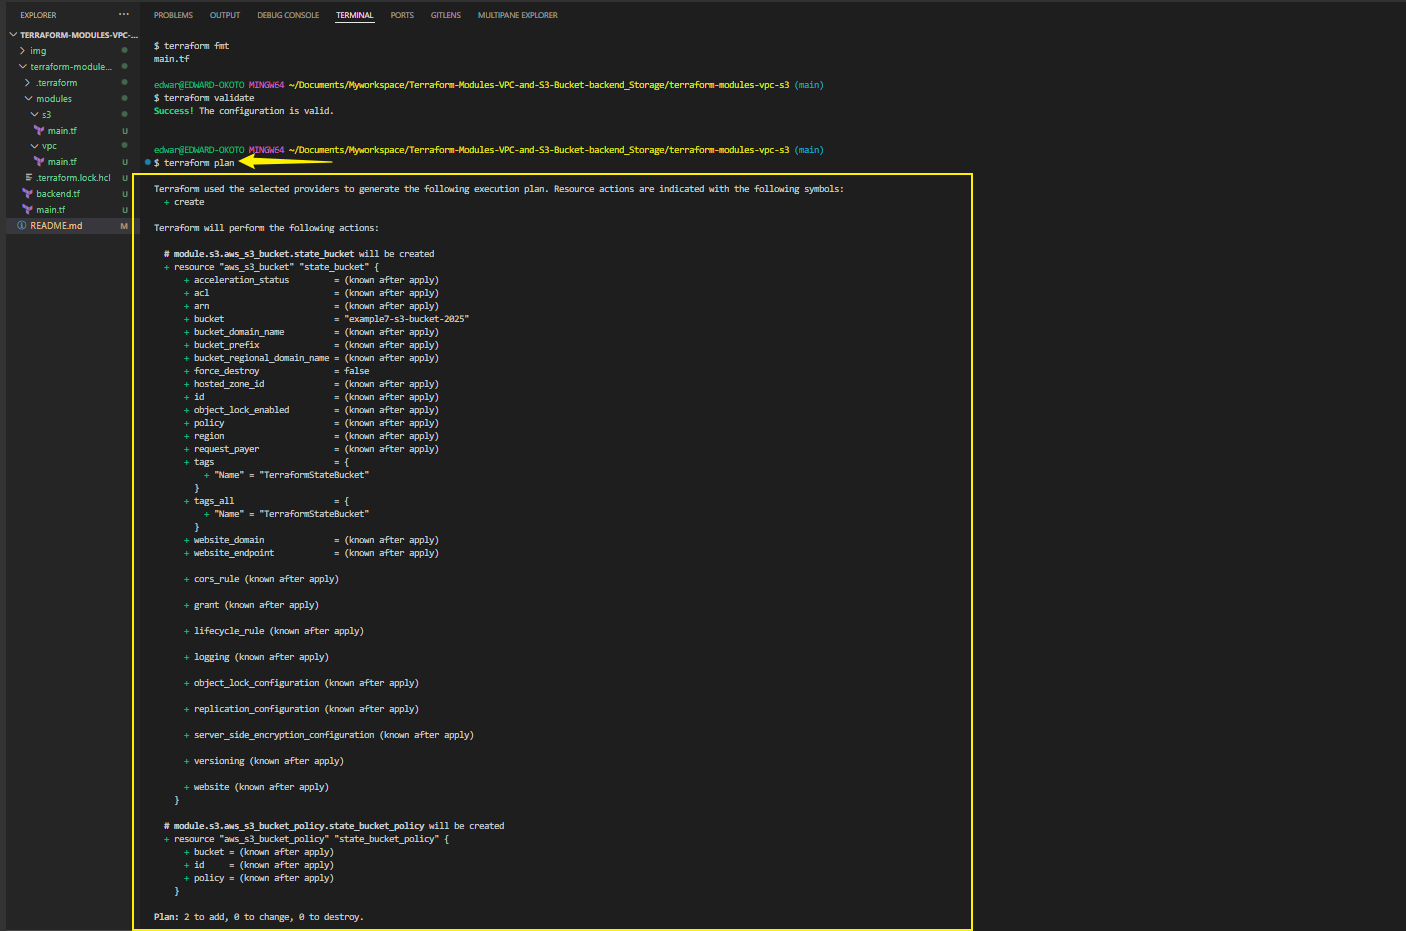 EXPLORER ...
TERRAFORM-MODULES-VPC-...
img
terraform-module...
.terraform
modules
s3
main.tf U
vpc
main.tf U
.terraform.lock.hcl U
backend.tf U
main.tf U
README.md M
PROBLEMS OUTPUT DEBUG CONSOLE TERMINAL PORTS GITLENS MULTIPANE EXPLORER
$ terraform fmt
main.tf
edwar@EDWARD-OKOTO MINGW64 ~/Documents/Myworkspace/Terraform-Modules-VPC-and-S3-Bucket-backend_Storage/terraform-modules-vpc-s3 (main)
$ terraform validate
Success! The configuration is valid.
edwar@EDWARD-OKOTO MINGW64 ~/Documents/Myworkspace/Terraform-Modules-VPC-and-S3-Bucket-backend_Storage/terraform-modules-vpc-s3 (main)
$ terraform plan
Terraform used the selected providers to generate the following execution plan. Resource actions are indicated with the following symbols:
+ create
Terraform will perform the following actions:
# module.s3.aws_s3_bucket.state_bucket will be created
+ resource "aws_s3_bucket" "state_bucket" {
+ acceleration_status = (known after apply)
+ acl = (known after apply)
+ arn = (known after apply)
+ bucket = "example7-s3-bucket-2025"
+ bucket_domain_name = (known after apply)
+ bucket_prefix = (known after apply)
+ bucket_regional_domain_name = (known after apply)
+ force_destroy = false
+ hosted_zone_id = (known after apply)
+ id = (known after apply)
+ object_lock_enabled = (known after apply)
+ policy = (known after apply)
+ region = (known after apply)
+ request_payer = (known after apply)
+ tags = {
+ "Name" = "TerraformStateBucket"
}
+ tags_all = {
+ "Name" = "TerraformStateBucket"
}
+ website_domain = (known after apply)
+ website_endpoint = (known after apply)
+ cors_rule (known after apply)
+ grant (known after apply)
+ lifecycle_rule (known after apply)
+ logging (known after apply)
+ object_lock_configuration (known after apply)
+ replication_configuration (known after apply)
+ server_side_encryption_configuration (known after apply)
+ versioning (known after apply)
+ website (known after apply)
}
# module.s3.aws_s3_bucket_policy.state_bucket_policy will be created
+ resource "aws_s3_bucket_policy" "state_bucket_policy" {
+ bucket = (known after apply)
+ id = (known after apply)
+ policy = (known after apply)
}
Plan: 2 to add, 0 to change, 0 to destroy.